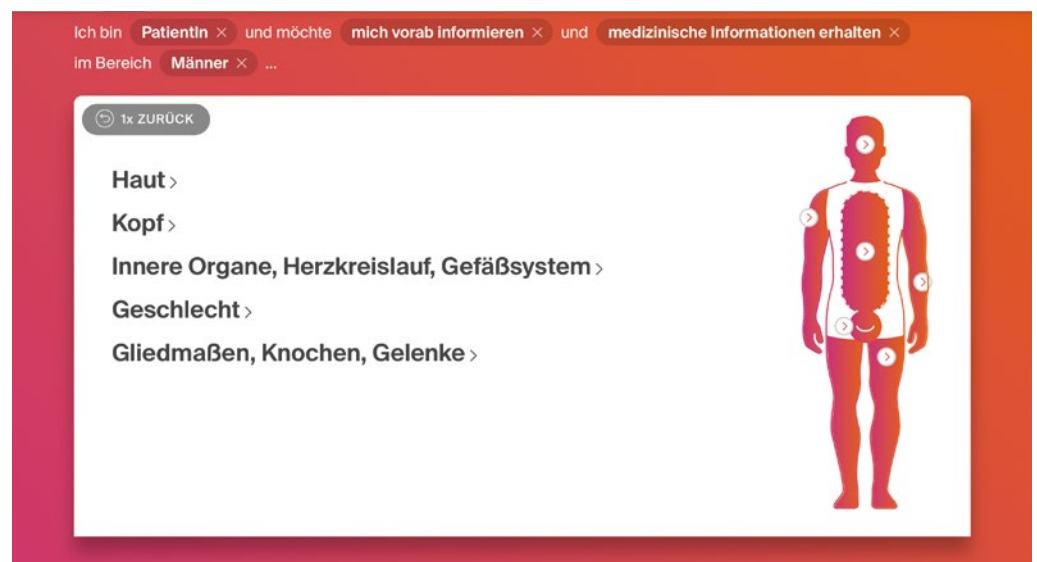 Ich bin PatientIn × und möchte mich vorab informieren × und medizinische Informationen erhalten ×
im Bereich Männer × ...
1x ZURÜCK
Haut >
Kopf >
Innere Organe, Herzkreislauf, Gefäßsystem >
Geschlecht >
Gliedmaßen, Knochen, Gelenke >